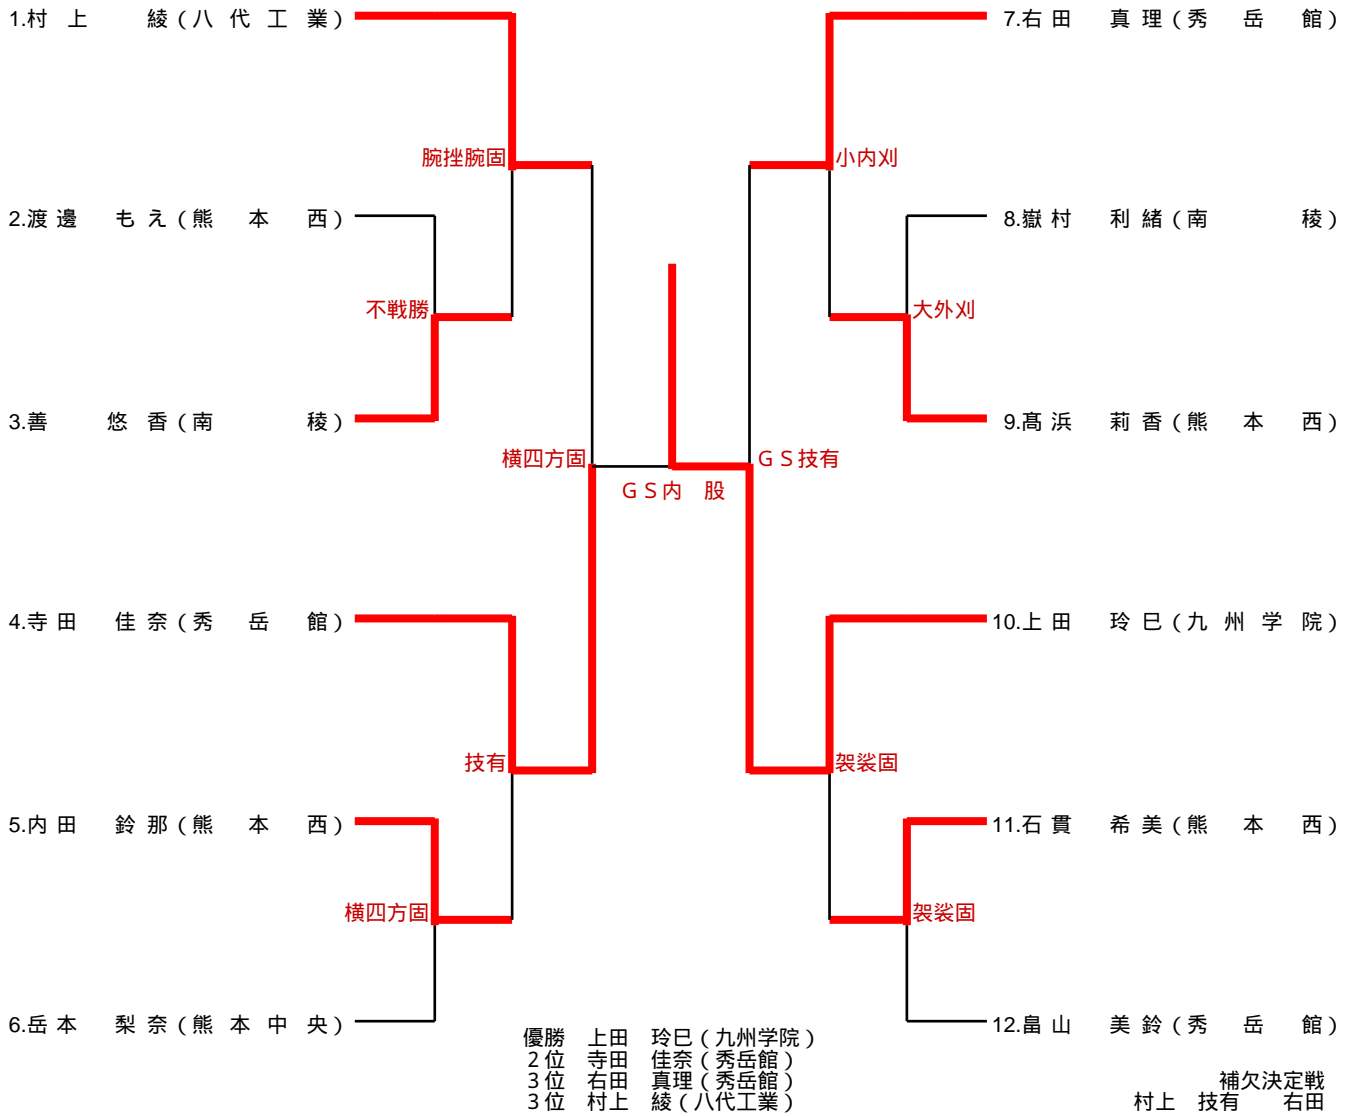 1.村上　綾(八代工業)
7.右田　真理(秀岳館)
腕挫腕固
小内刈
2.渡邊　もえ(熊本西)
8.嶽村　利緒(南稜)
不戦勝
大外刈
3.善　悠香(南稜)
9.髙浜　莉香(熊本西)
横四方固
GS技有
GS内　股
4.寺田　佳奈(秀岳館)
10.上田　玲巳(九州学院)
技有
袈裟固
5.内田　鈴那(熊本西)
11.石貫　希美(熊本西)
横四方固
袈裟固
6.岳本　梨奈(熊本中央)
12.畠山　美鈴(秀岳館)
優勝　上田　玲巳(九州学院)
2位　寺田　佳奈(秀岳館)
3位　右田　真理(秀岳館)
3位　村上　綾(八代工業)
補欠決定戦
村上　技有　右田